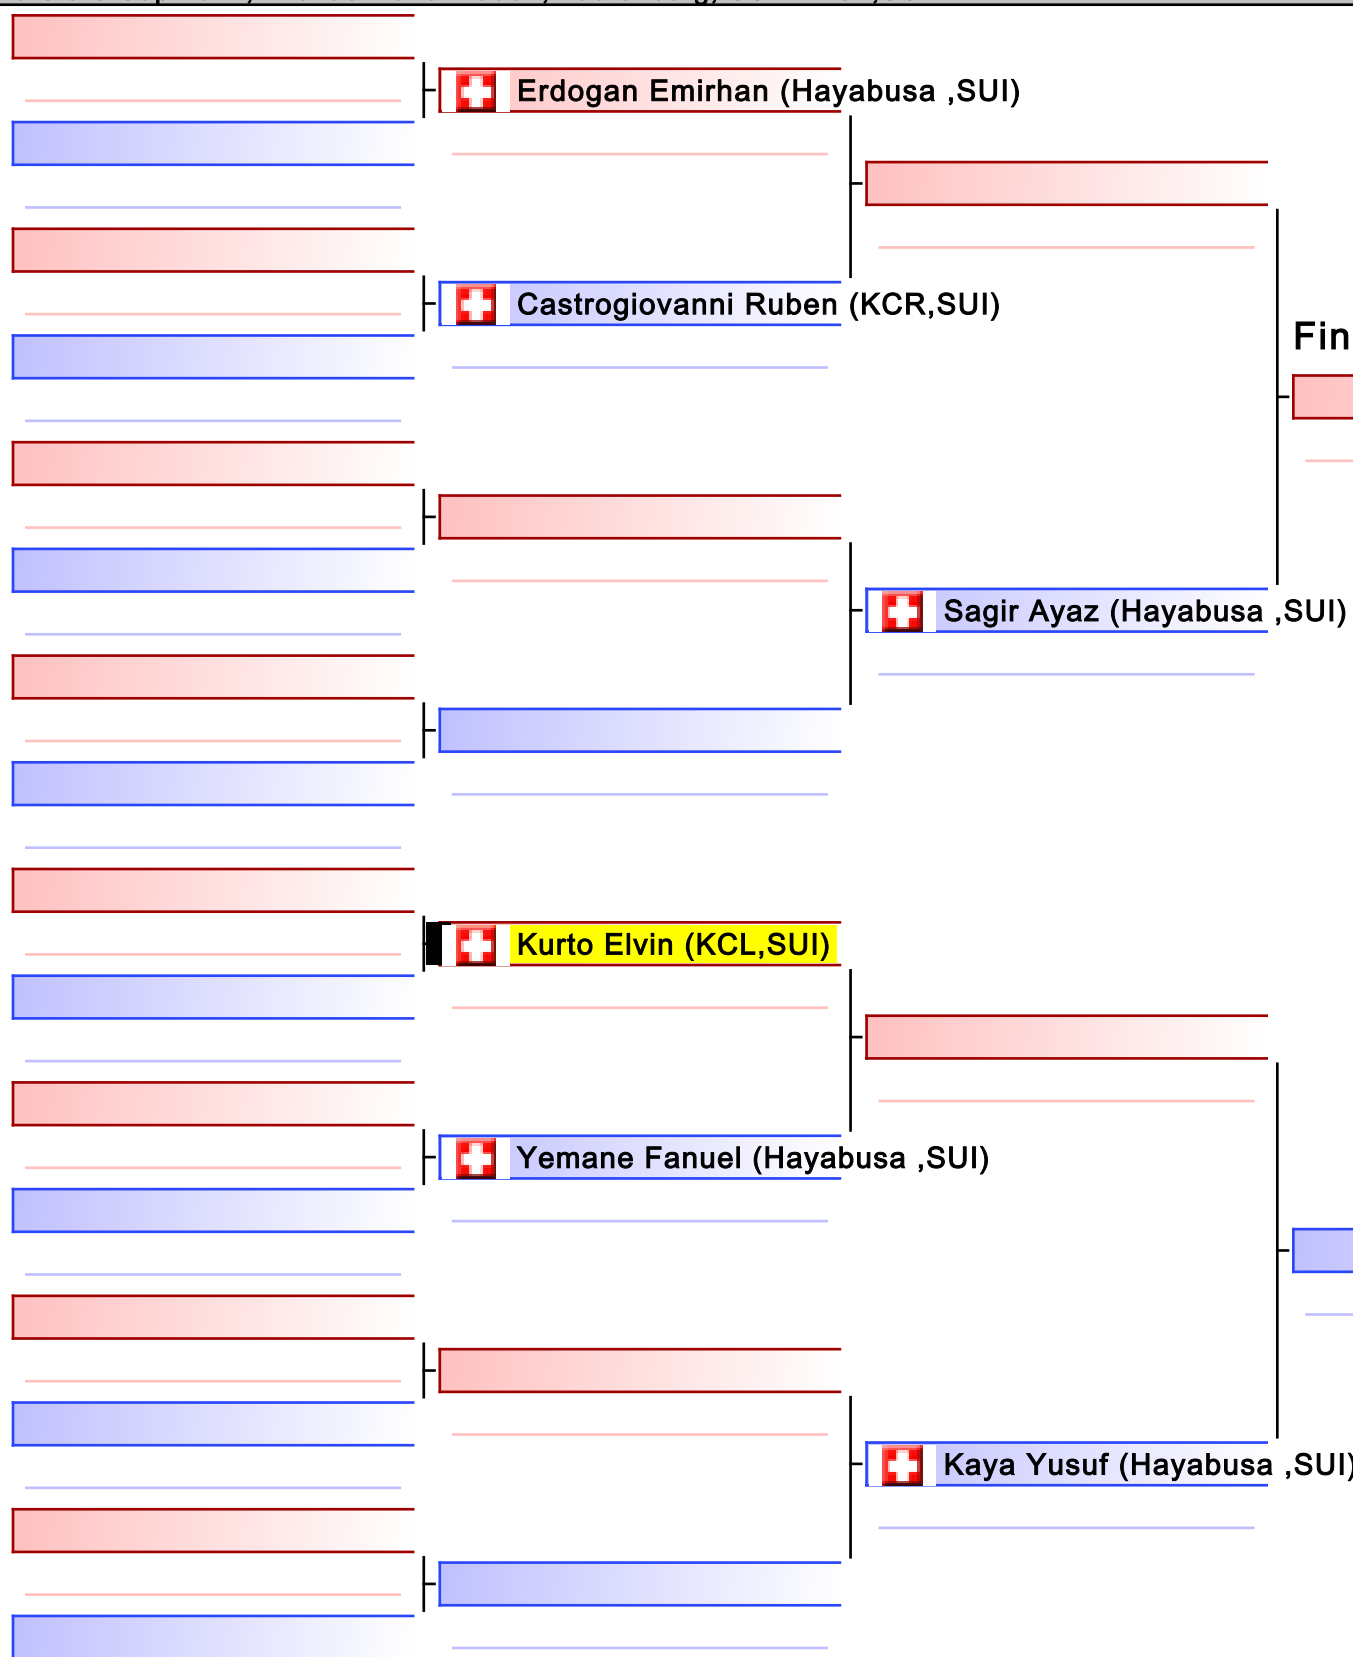 Erdogan Emirhan (Hayabusa ,SUI)
Castrogiovanni Ruben (KCR,SUI)
Fin
Sagir Ayaz (Hayabusa ,SUI)
Kurto Elvin (KCL,SUI)
Yemane Fanuel (Hayabusa ,SUI)
Kaya Yusuf (Hayabusa ,SUI)